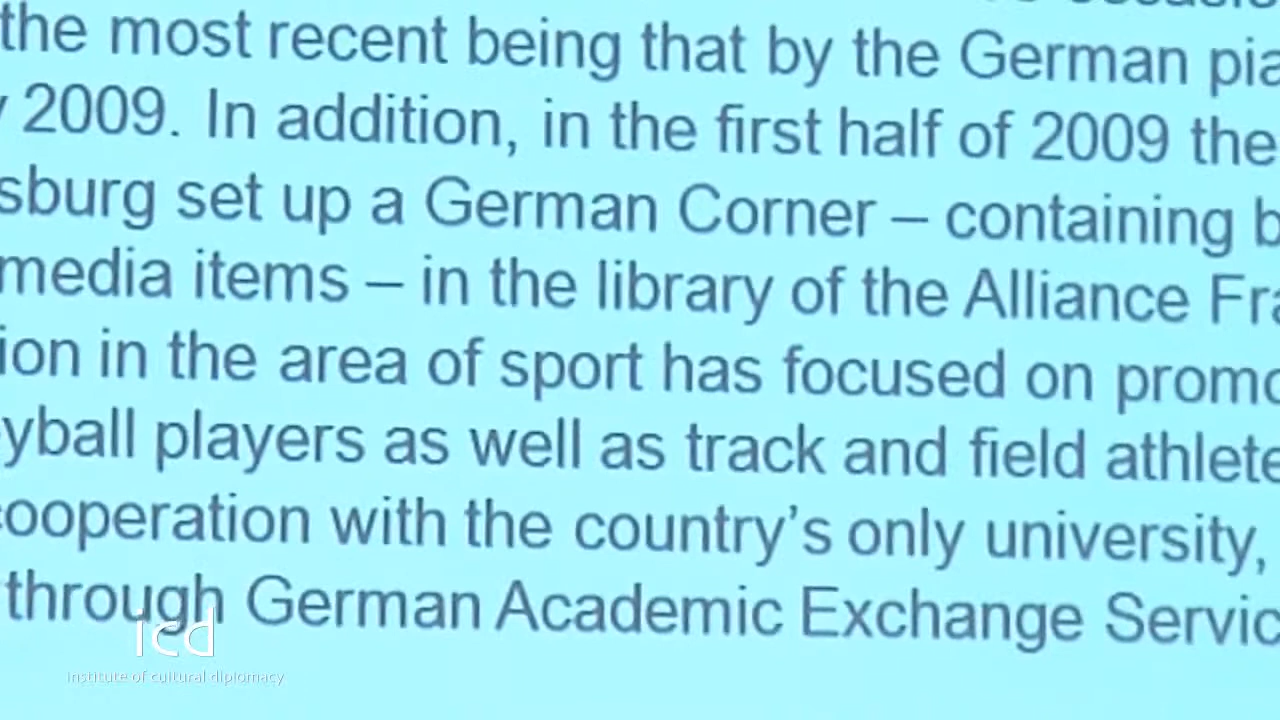 the most recent being that by the German pia
2009. In addition, in the first half of 2009 the
sburg set up a German Corner – containing b
media items – in the library of the Alliance Fra
ion in the area of sport has focused on promo
yball players as well as track and field athlete
cooperation with the country’s only university,
through German Academic Exchange Servic
icd
institute of cultural diplomacy